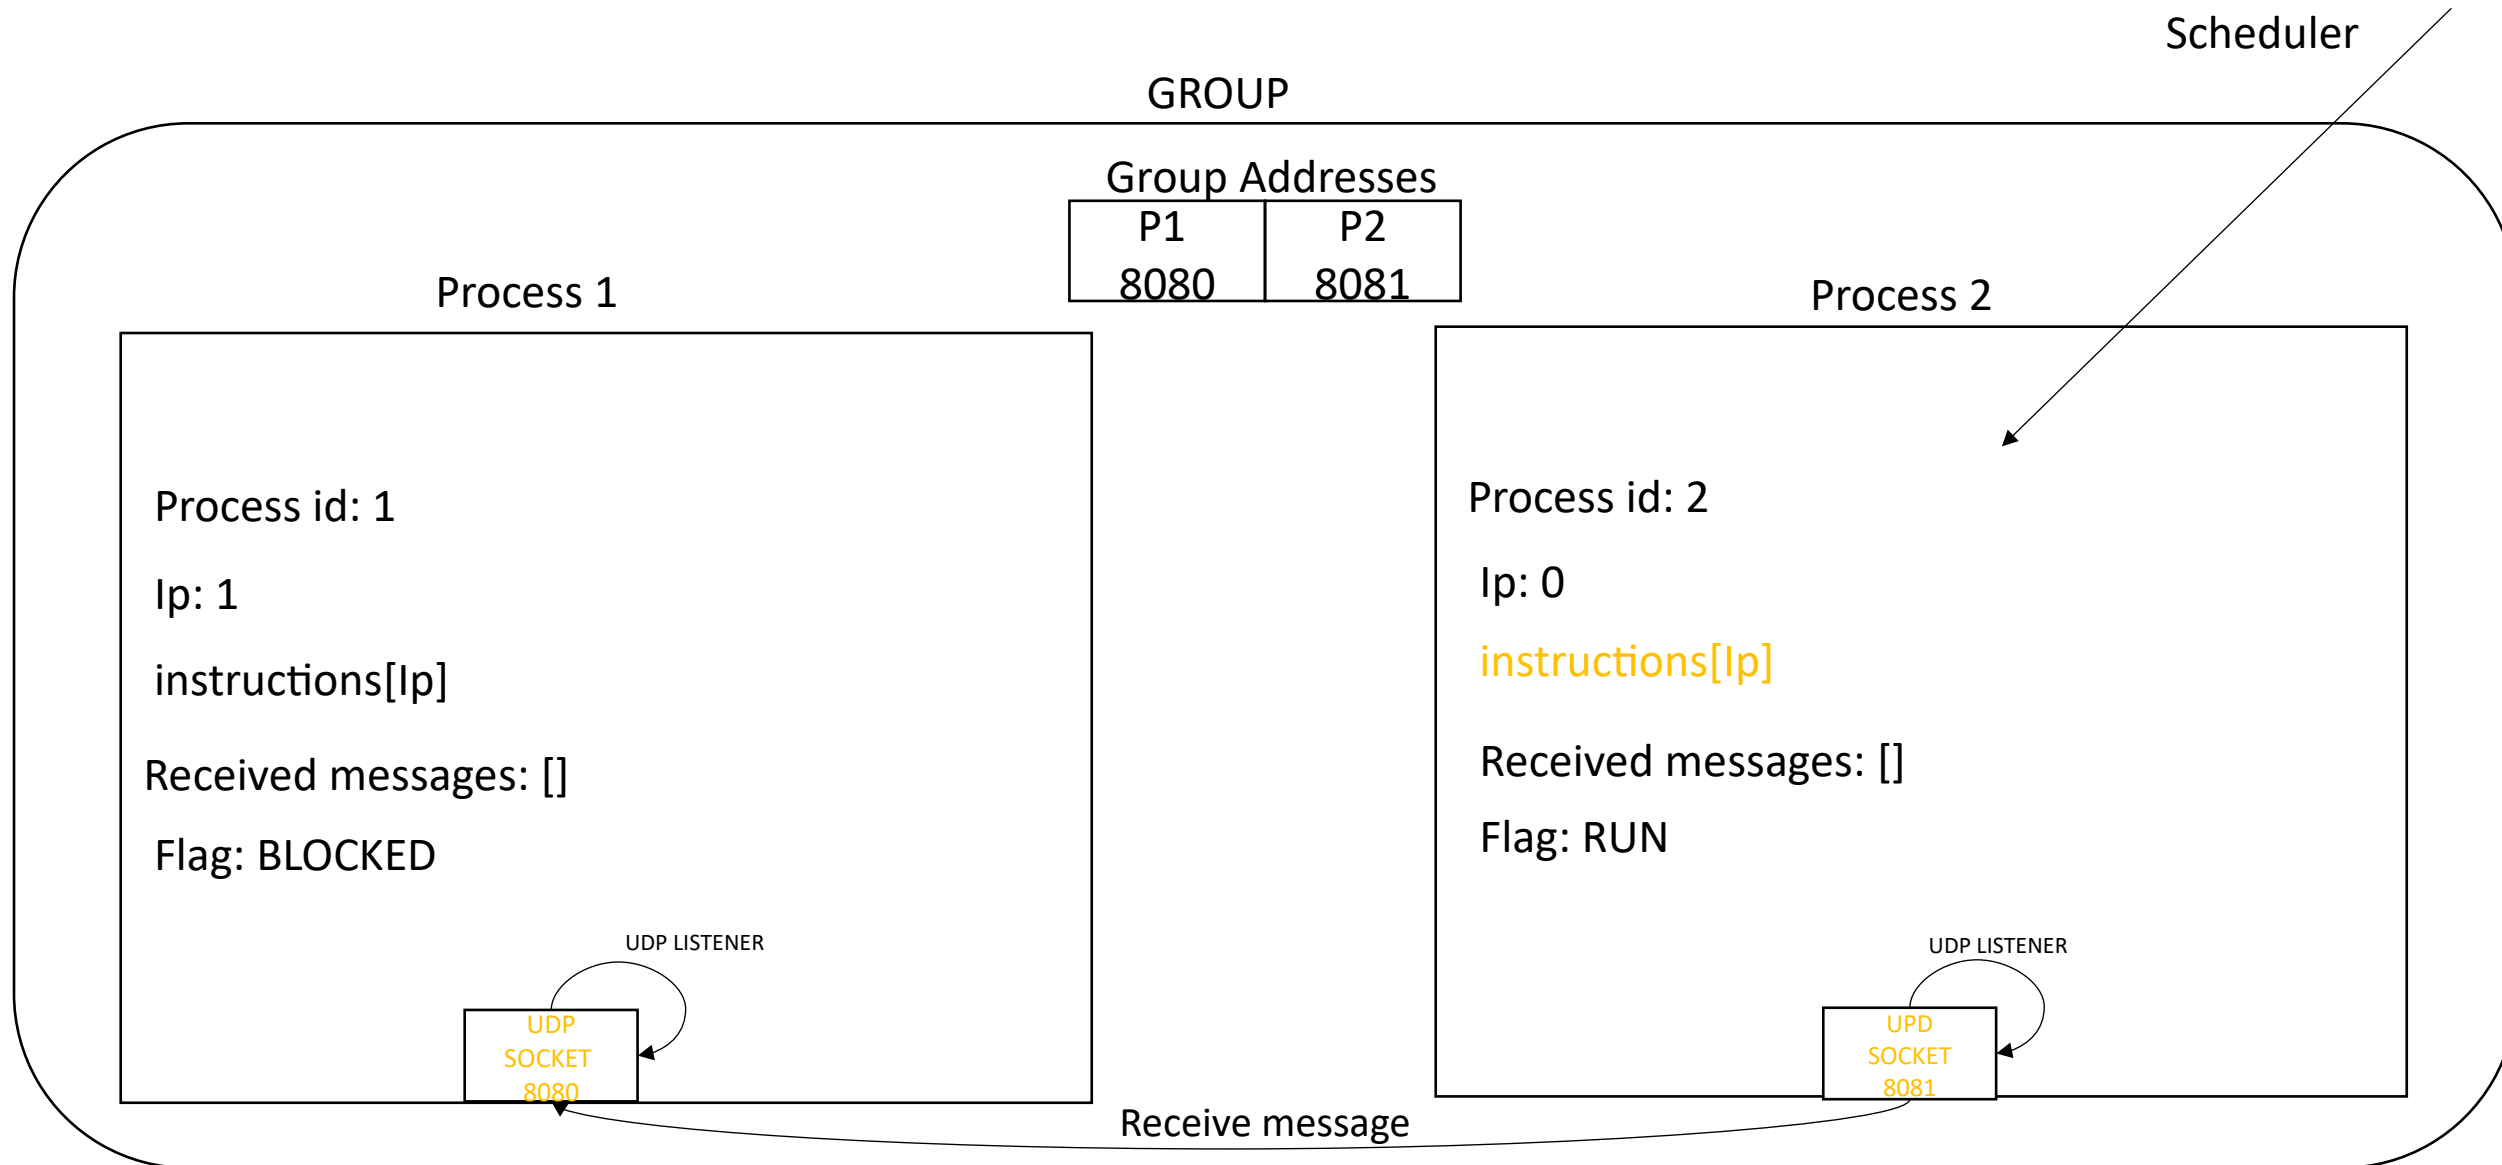 Scheduler
GROUP
Group Addresses
P1
8080
P2
8081
Process 1
Process id: 1
Ip: 1
instructions[Ip]
Received messages: []
Flag: BLOCKED
UDP LISTENER
UDP
SOCKET
8080
Process 2
Process id: 2
Ip: 0
instructions[Ip]
Received messages: []
Flag: RUN
UDP LISTENER
UPD
SOCKET
8081
Receive message